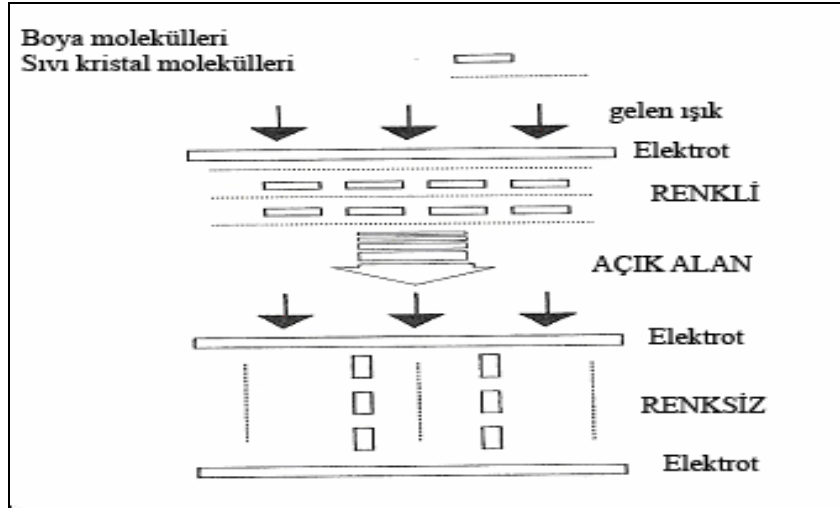 Boya molekülleri
Sıvı kristal molekülleri
gelen ışık
Elektrot
RENKLİ
AÇIK ALAN
Elektrot
RENKSİZ
Elektrot